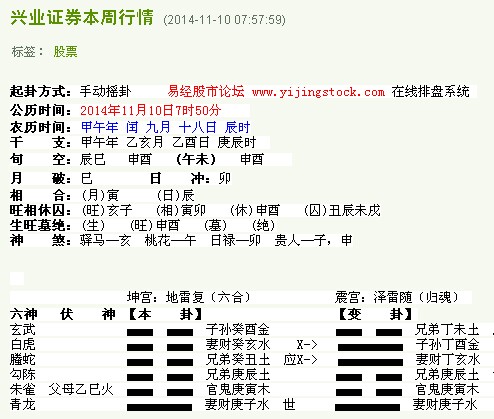 兴业证券本周行情 (2014-11-10 07:57:59)
标签： 股票
起卦方式： 手动摇卦 易经股市论坛 www.yijingstock.com 在线排盘系统
公历时间： 2014年11月10日7时50分
农历时间： 甲午年 闰 九月 十八日 辰时
干 支： 甲午年 乙亥月 乙酉日 庚辰时
旬 空： 辰巳 申酉 (午未) 申酉
月 破： 巳 日 冲： 卯
相 合： (月)寅 (日)辰
旺相休囚： (旺)亥子 (相)寅卯 (休)申酉 (囚)丑辰未戌
生旺墓绝： (生) (旺)申酉 (墓) (绝)
神 煞： 驿马—亥 桃花—午 日禄—卯 贵人—子，申
坤宫：地雷复（六合） 震宫：泽雷随（归魂）
六神 伏 神 【本 卦】 【变 卦】
玄武 子孙癸酉金 兄弟丁未土
白虎 妻财癸亥水 X-> 子孙丁酉金
螣蛇 兄弟癸丑土 应X-> 妻财丁亥水
勾陈 兄弟庚辰土 兄弟庚辰土
朱雀 父母乙巳火 官鬼庚寅木 官鬼庚寅木
青龙 妻财庚子水 世 妻财庚子水